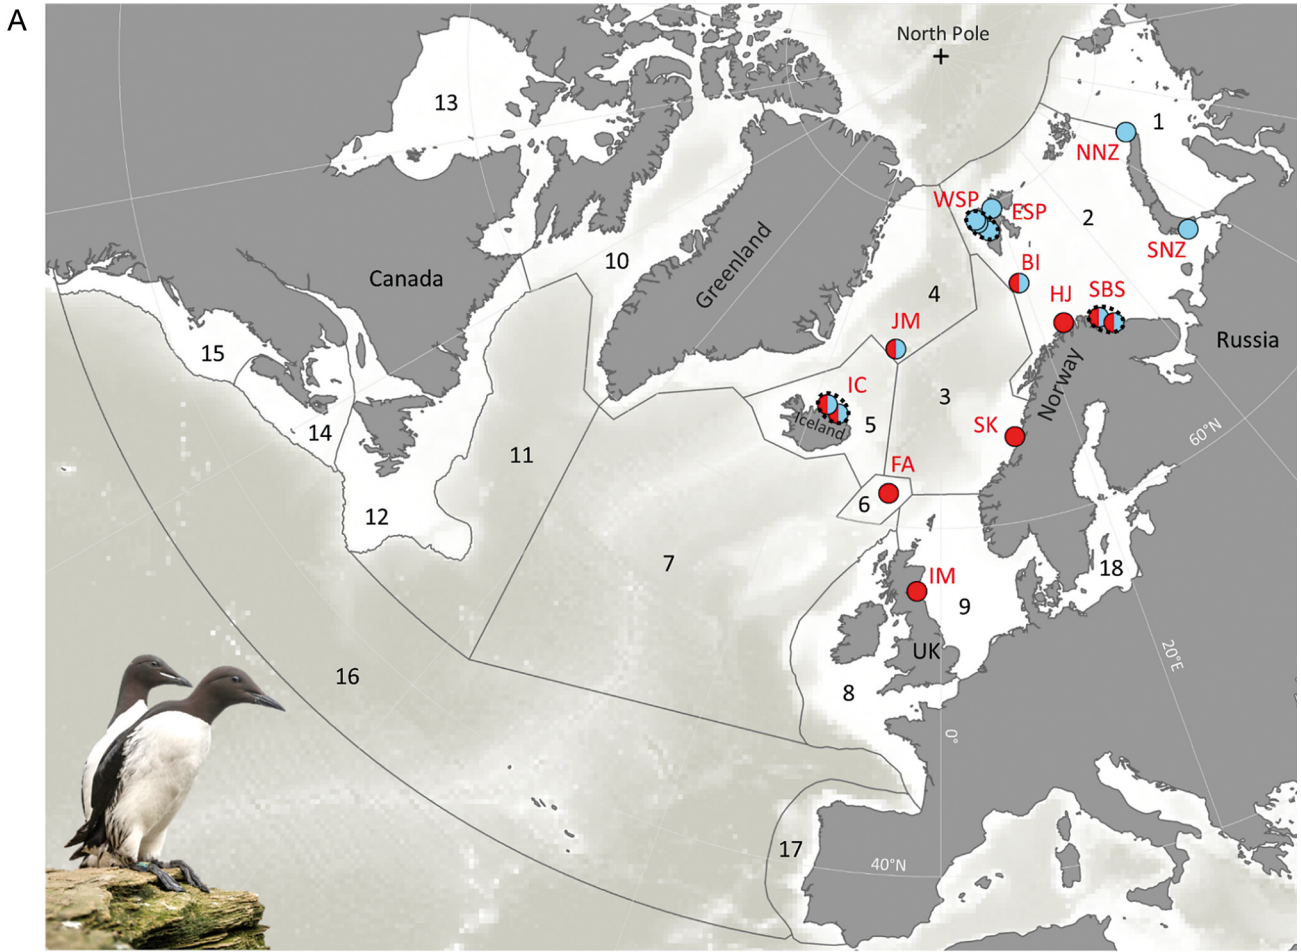 A
North Pole
13
1
NNZ
WSP
ESP
2
SNZ
10
Greenland
Canada
BI
4
HJ
SBS
JM
Russia
15
IC
3
Norway
5
Iceland
SK
14
60°N
11
FA
6
12
7
18
IM
9
20°E
UK
16
8
0°
17
40°N